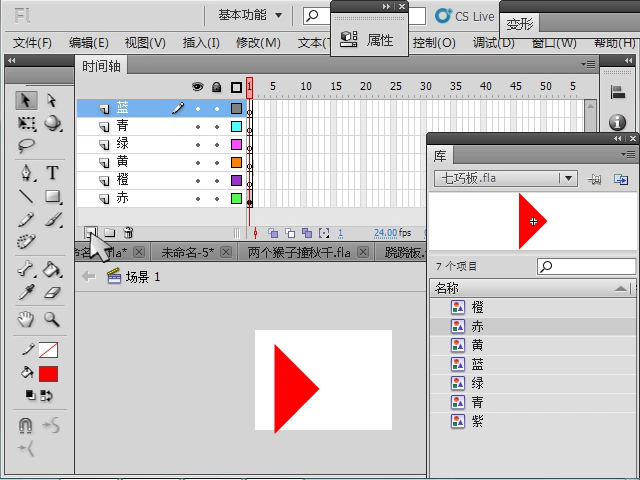 Fl 基本功能 CS Live
变形
属性
文件(F) 编辑(E) 视图(V) 插入(I) 修改(M) 文本(T 控制(O) 调试(D) 窗口(W) 帮助(H)
时间轴
1 5 10 15 20 25 30 35 40 45 50 5
蓝
青
绿
黄
橙
赤
1 24.00 fps
未命名-5* 两个猴子撞秋千.fla 跷跷板.
场景 1
库
七巧板.fla
7 个项目
名称
橙
赤
黄
蓝
绿
青
紫